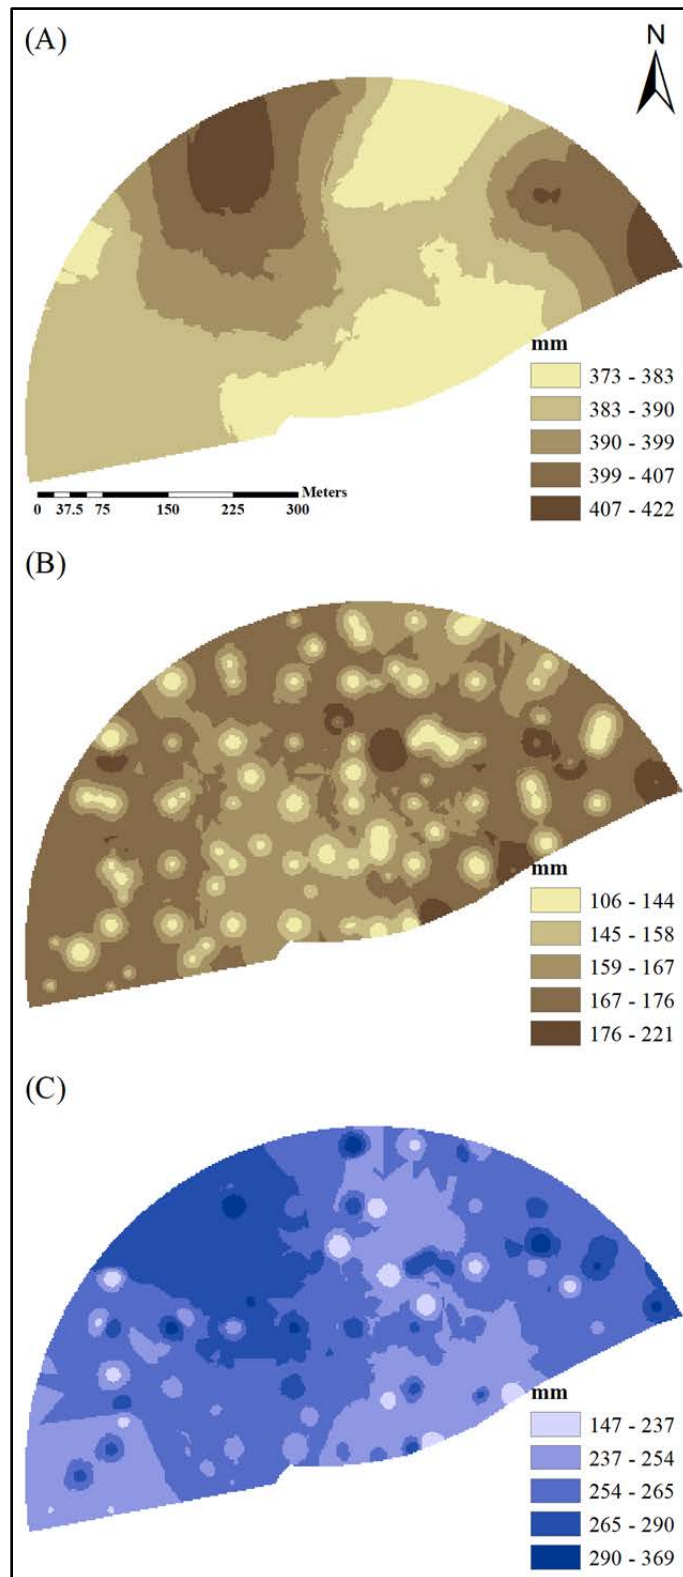 (A)
N
mm
373 - 383
383 - 390
390 - 399
399 - 407
407 - 422
Meters
0 37.5 75 150 225 300
(B)
mm
106 - 144
145 - 158
159 - 167
167 - 176
176 - 221
(C)
mm
147 - 237
237 - 254
254 - 265
265 - 290
290 - 369